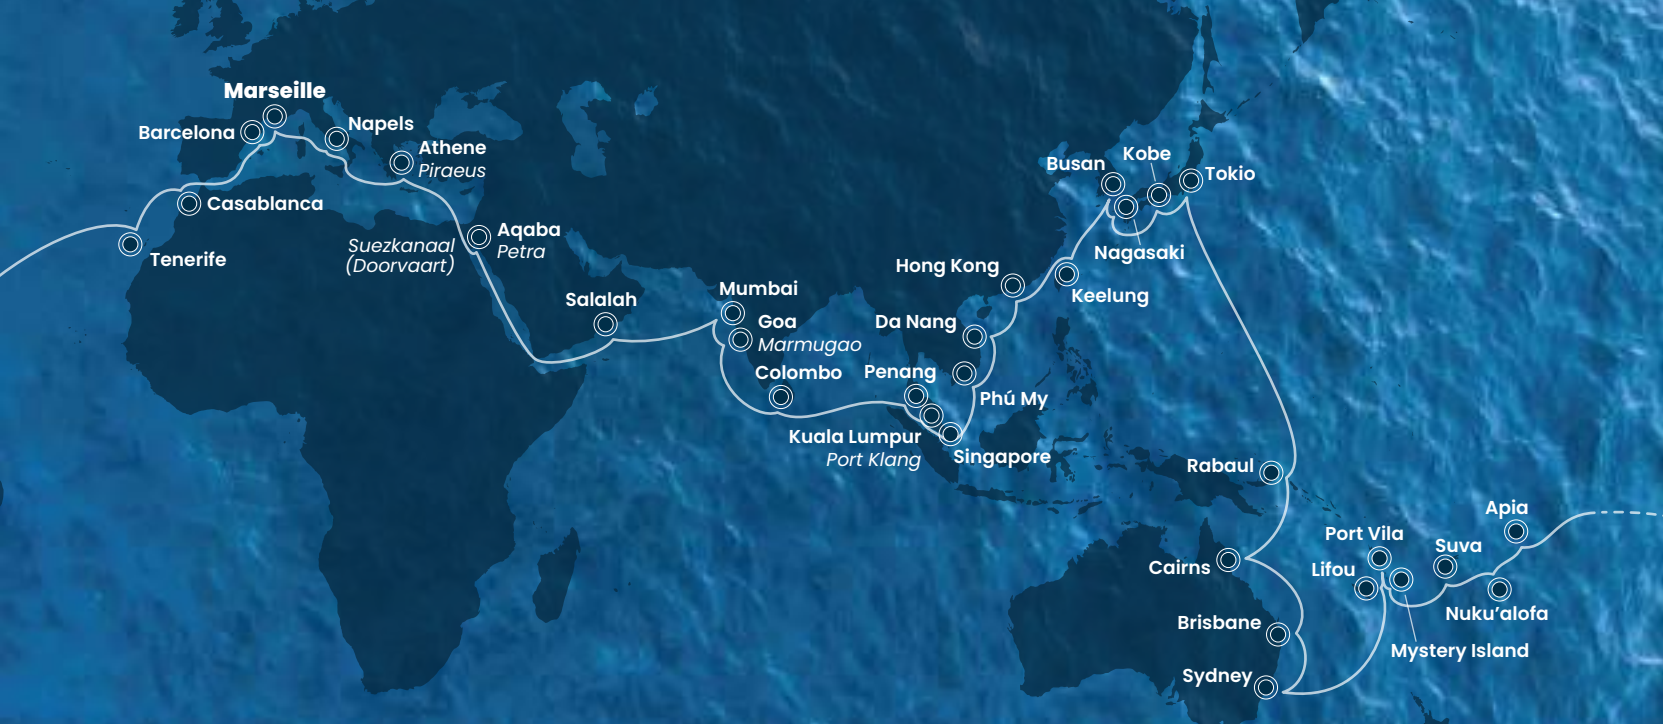 Marseille
Barcelona
Napels
Athene
Piraeus
Casablanca
Tenerife
Suezkanaal
(Doorvaart)
Aqaba
Petra
Salalah
Mumbai
Goa
Marmugao
Colombo
Penang
Kuala Lumpur
Port Klang
Singapore
Phú My
Da Nang
Hong Kong
Keelung
Nagasaki
Busan
Kobe
Tokio
Rabaul
Cairns
Brisbane
Sydney
Lifou
Port Vila
Mystery Island
Suva
Nuku’alofa
Apia